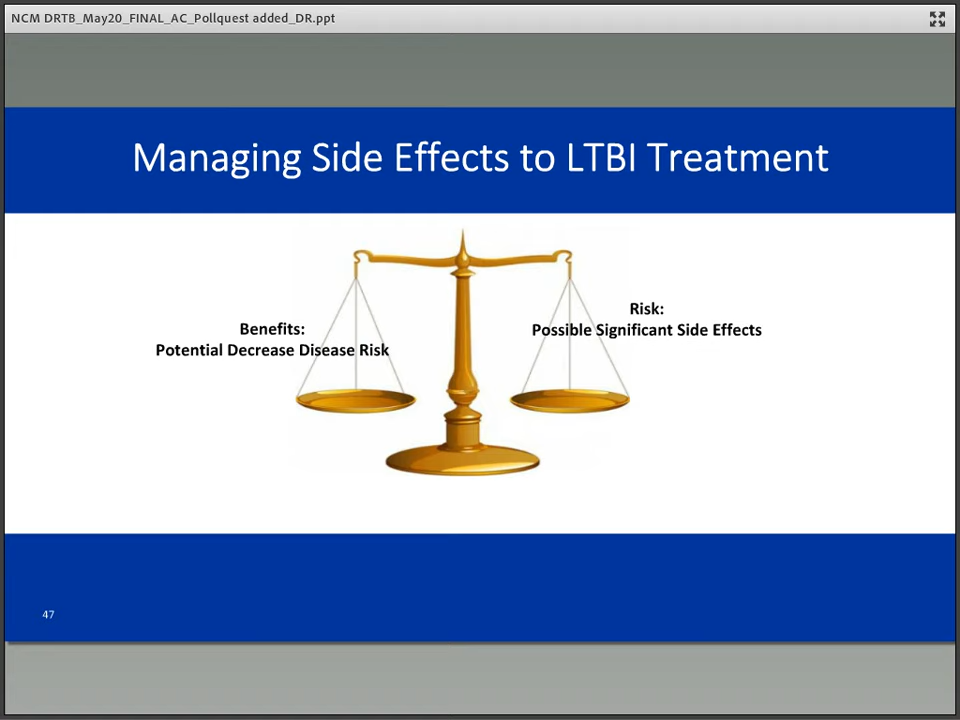 NCM DRTB_May20_FINAL_AC_Pollquest added_DR.ppt
Managing Side Effects to LTBI Treatment
Benefits:
Potential Decrease Disease Risk
Risk:
Possible Significant Side Effects
47